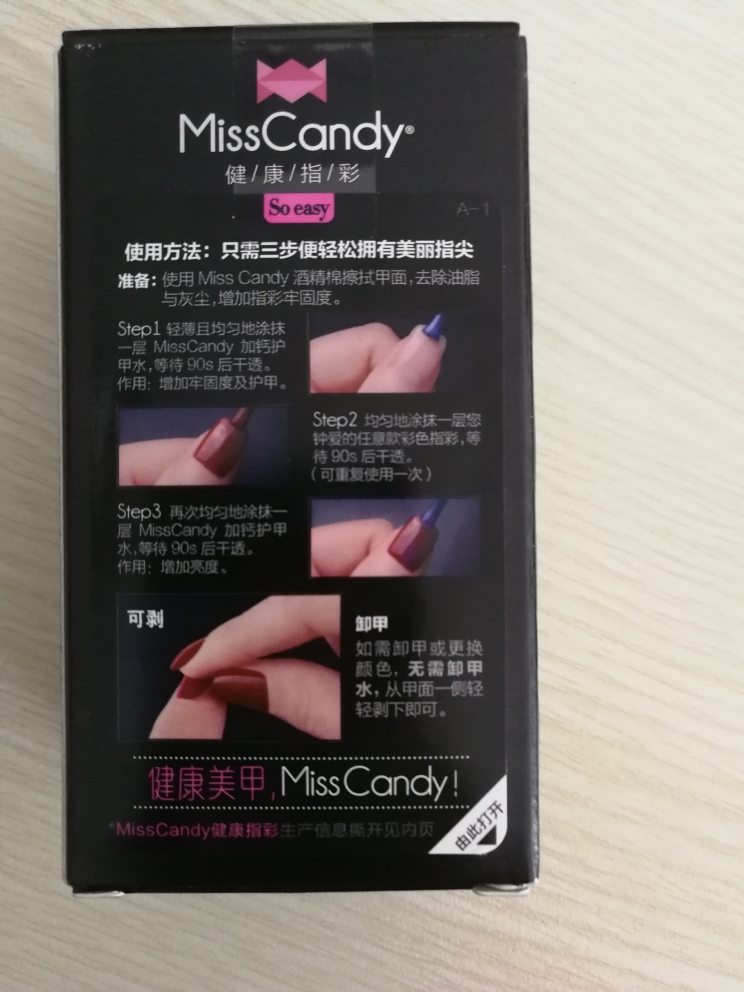 MissCandy®
健/康/指/彩
So easy
A-1
使用方法：只需三步便轻松拥有美丽指尖
准备：使用 Miss Candy 酒精棉擦拭甲面,去除油脂
与灰尘,增加指彩牢固度。
Step1 轻薄且均匀地涂抹
一层 MissCandy 加钙护
甲水,等待 90s 后干透。
作用：增加牢固度及护甲。
Step2 均匀地涂抹一层您
钟爱的任意款彩色指彩,等
待 90s 后干透。
(可重复使用一次)
Step3 再次均匀地涂抹一
层 MissCandy 加钙护甲
水,等待 90s 后干透。
作用：增加亮度。
可剥
卸甲
如需卸甲或更换
颜色，无需卸甲
水，从甲面一侧轻
轻剥下即可。
健康美甲,MissCandy!
*MissCandy健康指彩生产信息撕开见内页
由此打开